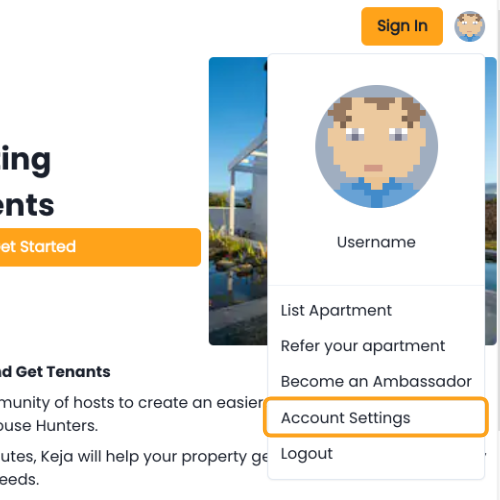 Sign In
ing
ents
et Started
Username
List Apartment
Refer your apartment
Become an Ambassador
Account Settings
Logout
d Get Tenants
munity of hosts to create an easier
ouse Hunters.
utes, Keja will help your property ge
eeds.